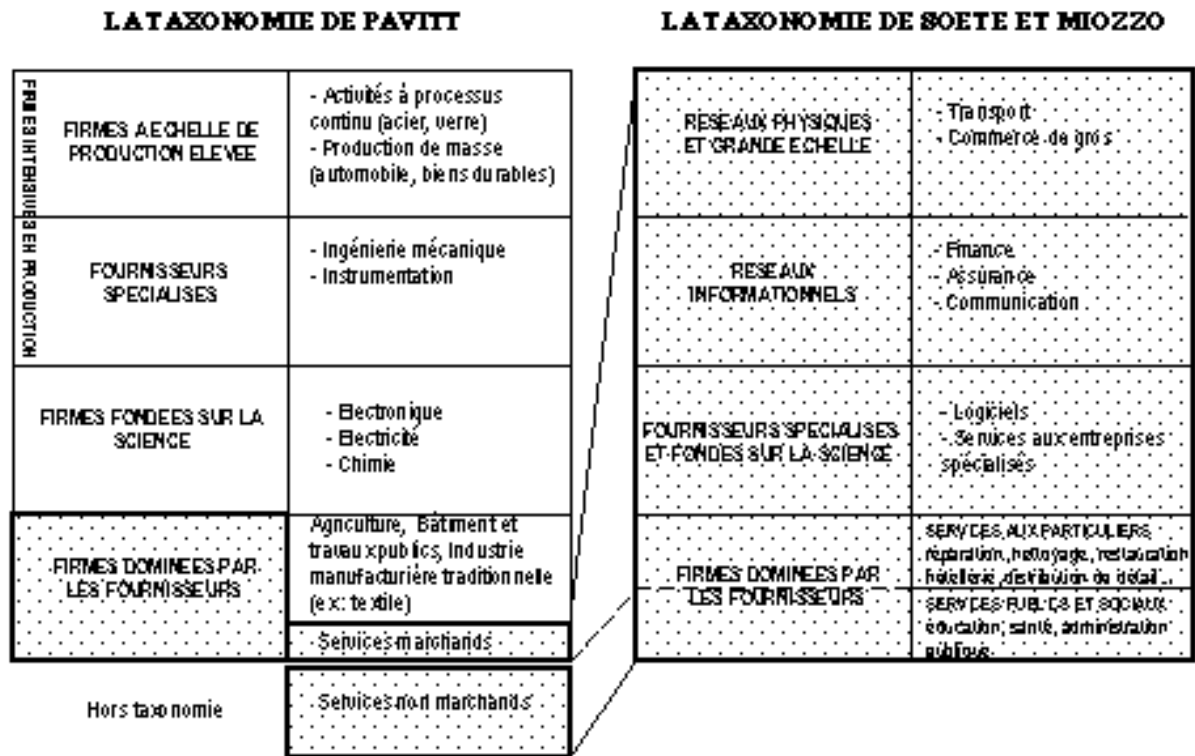 LA TAXONOMIE DE PAVITT
LA TAXONOMIE DE SOETE ET MIOZZO
FIRMES INTENSIVES EN PRODUCTION
FIRMES A ECHELLE DE
PRODUCTION ELEVEE
- Activités à processus
continu (acier, verre)
- Production de masse
(automobile, biens durables)
FOURNISSEURS
SPECIALISES
- Ingénierie mécanique
- Instrumentation
FIRMES FONDEES SUR LA
SCIENCE
- Electronique
- Electricité
- Chimie
FIRMES DOMINEES PAR
LES FOURNISSEURS
Agriculture, Bâtiment et
travaux publics, Industrie
manufacturière traditionnelle
(ex: textile)
Services marchands
Hors taxonomie
Services non marchands
RESEAUX PHYSIQUES
ET GRANDE ECHELLE
- Transport
- Commerce de gros
RESEAUX
INFORMATIONNELS
- Finance
- Assurance
- Communication
FOURNISSEURS SPECIALISES
ET FONDES SUR LA SCIENCE
- Logiciels
- Services aux entreprises
spécialisés
FIRMES DOMINEES PAR
LES FOURNISSEURS
SERVICES AUX PARTICULIERS
réparation, nettoyage, restauration
hôtellerie, distribution de détail...
SERVICES PUBLICS ET SOCIAUX
éducation, santé, administration
publique